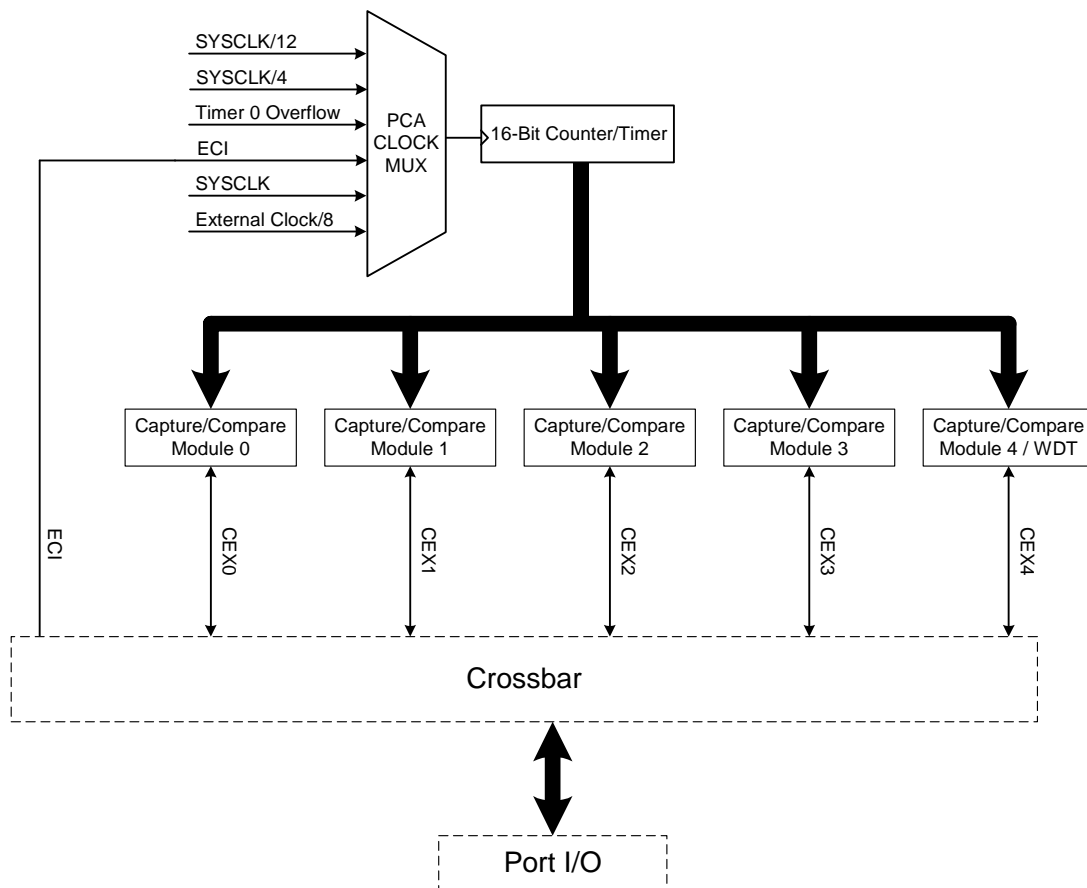 SYSCLK/12
SYSCLK/4
Timer 0 Overflow
ECI
SYSCLK
External Clock/8
PCA
CLOCK
MUX
16-Bit Counter/Timer
Capture/Compare
Module 0
Capture/Compare
Module 1
Capture/Compare
Module 2
Capture/Compare
Module 3
Capture/Compare
Module 4 / WDT
ECI
CEX0
CEX1
CEX2
CEX3
CEX4
Crossbar
Port I/O